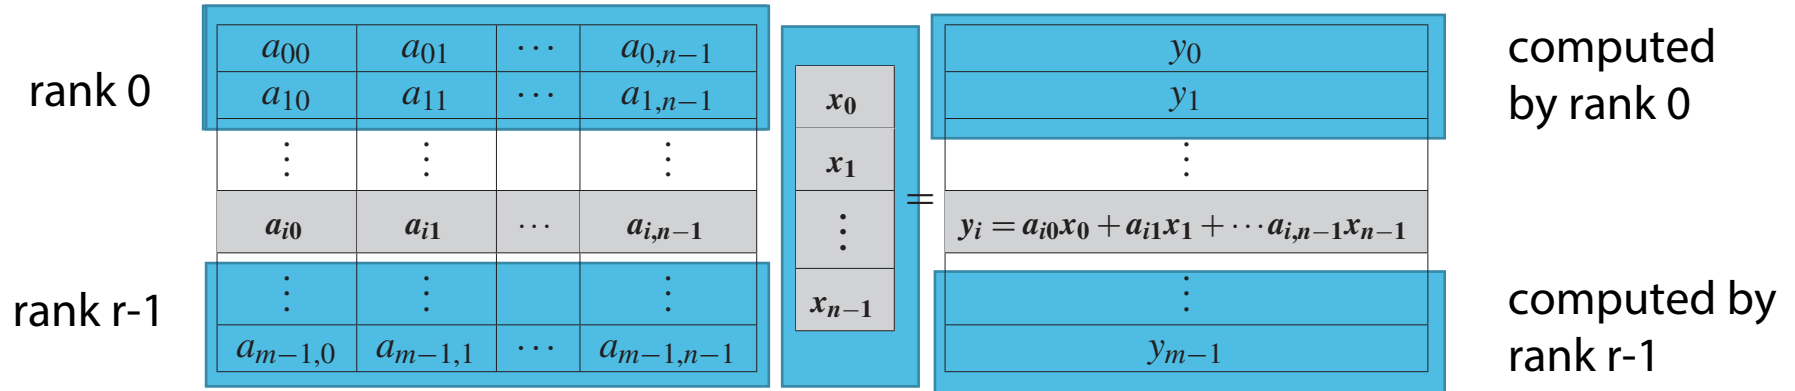 a₀₀ a₀₁ ⋯ a₀,ₙ₋₁ y₀ computed
rank 0 a₁₀ a₁₁ ⋯ a₁,ₙ₋₁ x₀ y₁ by rank 0
⋮ ⋮ ⋮ x₁ ⋮
aᵢ₀ aᵢ₁ ⋯ aᵢ,ₙ₋₁ ⋮ = yᵢ = aᵢ₀x₀ + aᵢ₁x₁ + ⋯aᵢ,ₙ₋₁xₙ₋₁
rank r-1 ⋮ ⋮ ⋮ xₙ₋₁ ⋮ computed by
aₘ₋₁,₀ aₘ₋₁,₁ ⋯ aₘ₋₁,ₙ₋₁ yₘ₋₁ rank r-1